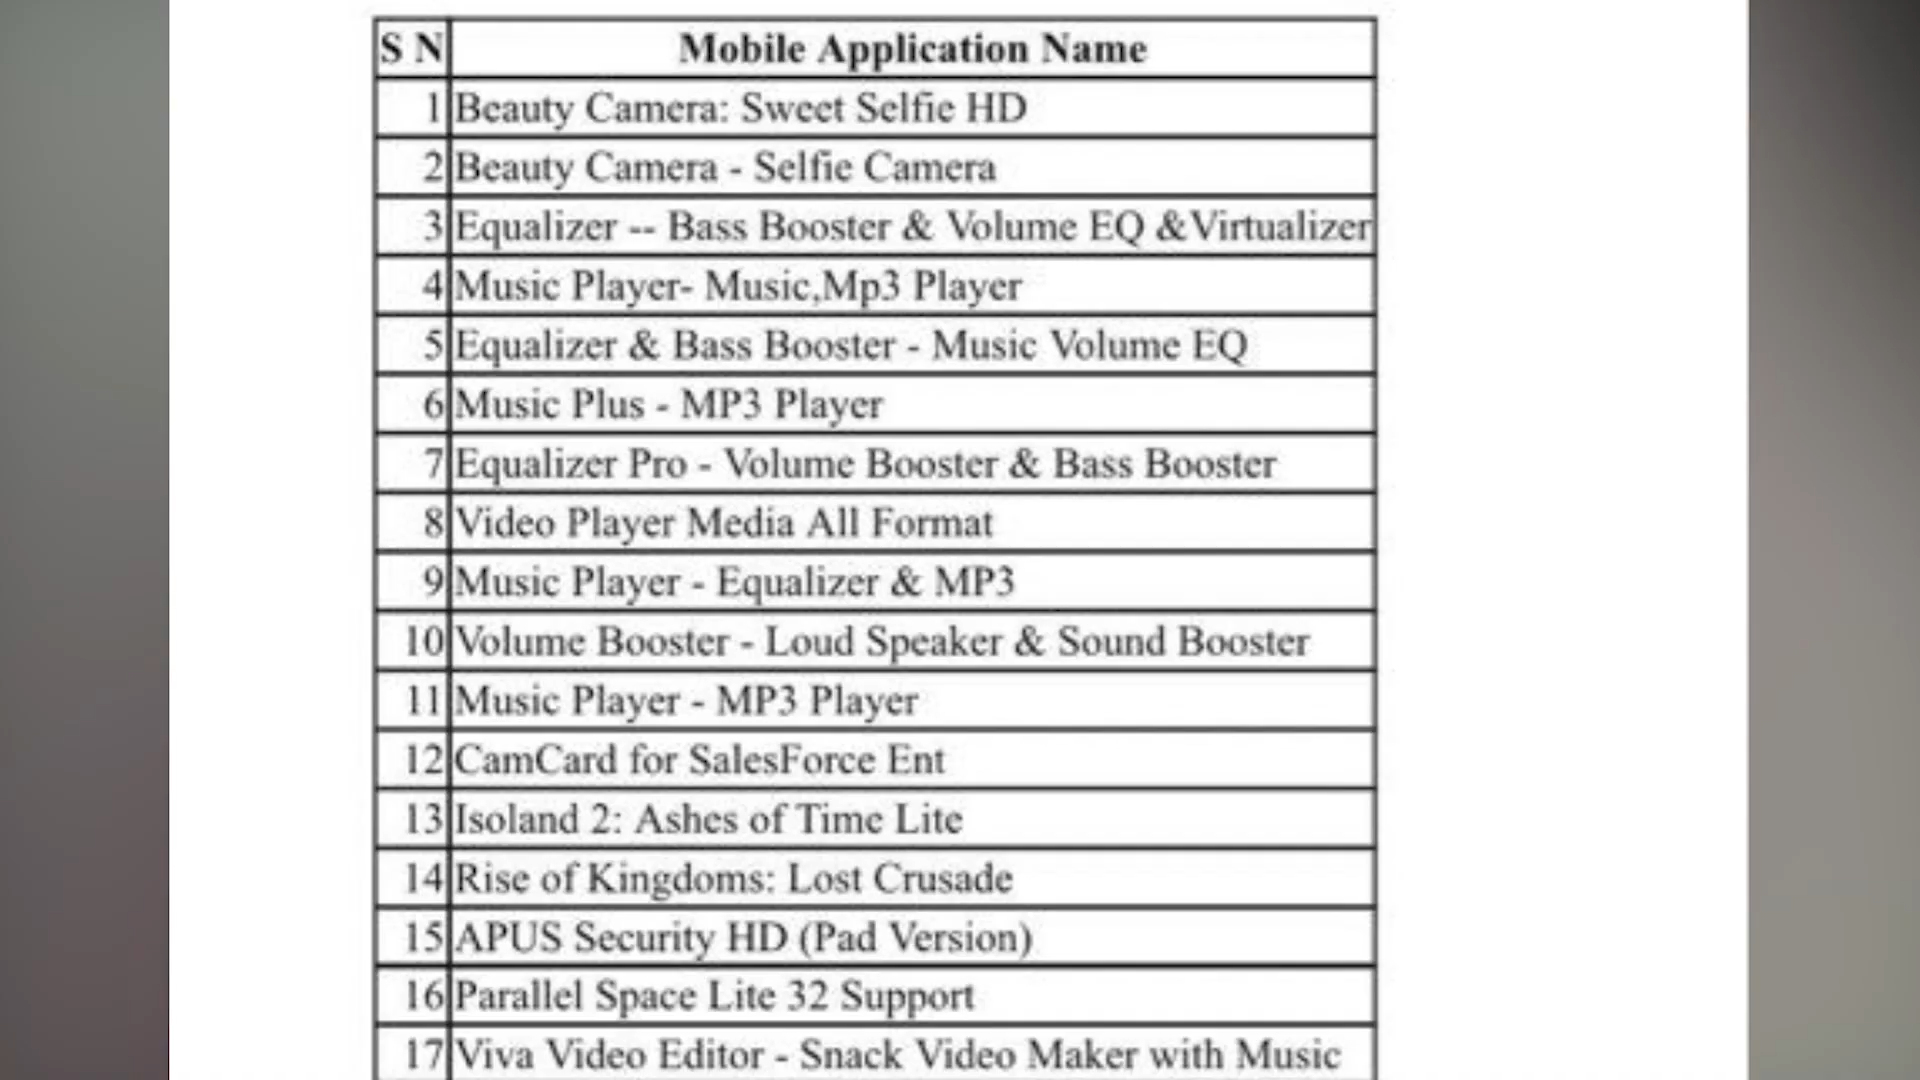 S N Mobile Application Name
1 Beauty Camera: Sweet Selfie HD
2 Beauty Camera - Selfie Camera
3 Equalizer -- Bass Booster & Volume EQ &Virtualizer
4 Music Player- Music,Mp3 Player
5 Equalizer & Bass Booster - Music Volume EQ
6 Music Plus - MP3 Player
7 Equalizer Pro - Volume Booster & Bass Booster
8 Video Player Media All Format
9 Music Player - Equalizer & MP3
10 Volume Booster - Loud Speaker & Sound Booster
11 Music Player - MP3 Player
12 CamCard for SalesForce Ent
13 Isoland 2: Ashes of Time Lite
14 Rise of Kingdoms: Lost Crusade
15 APUS Security HD (Pad Version)
16 Parallel Space Lite 32 Support
17 Viva Video Editor - Snack Video Maker with Music